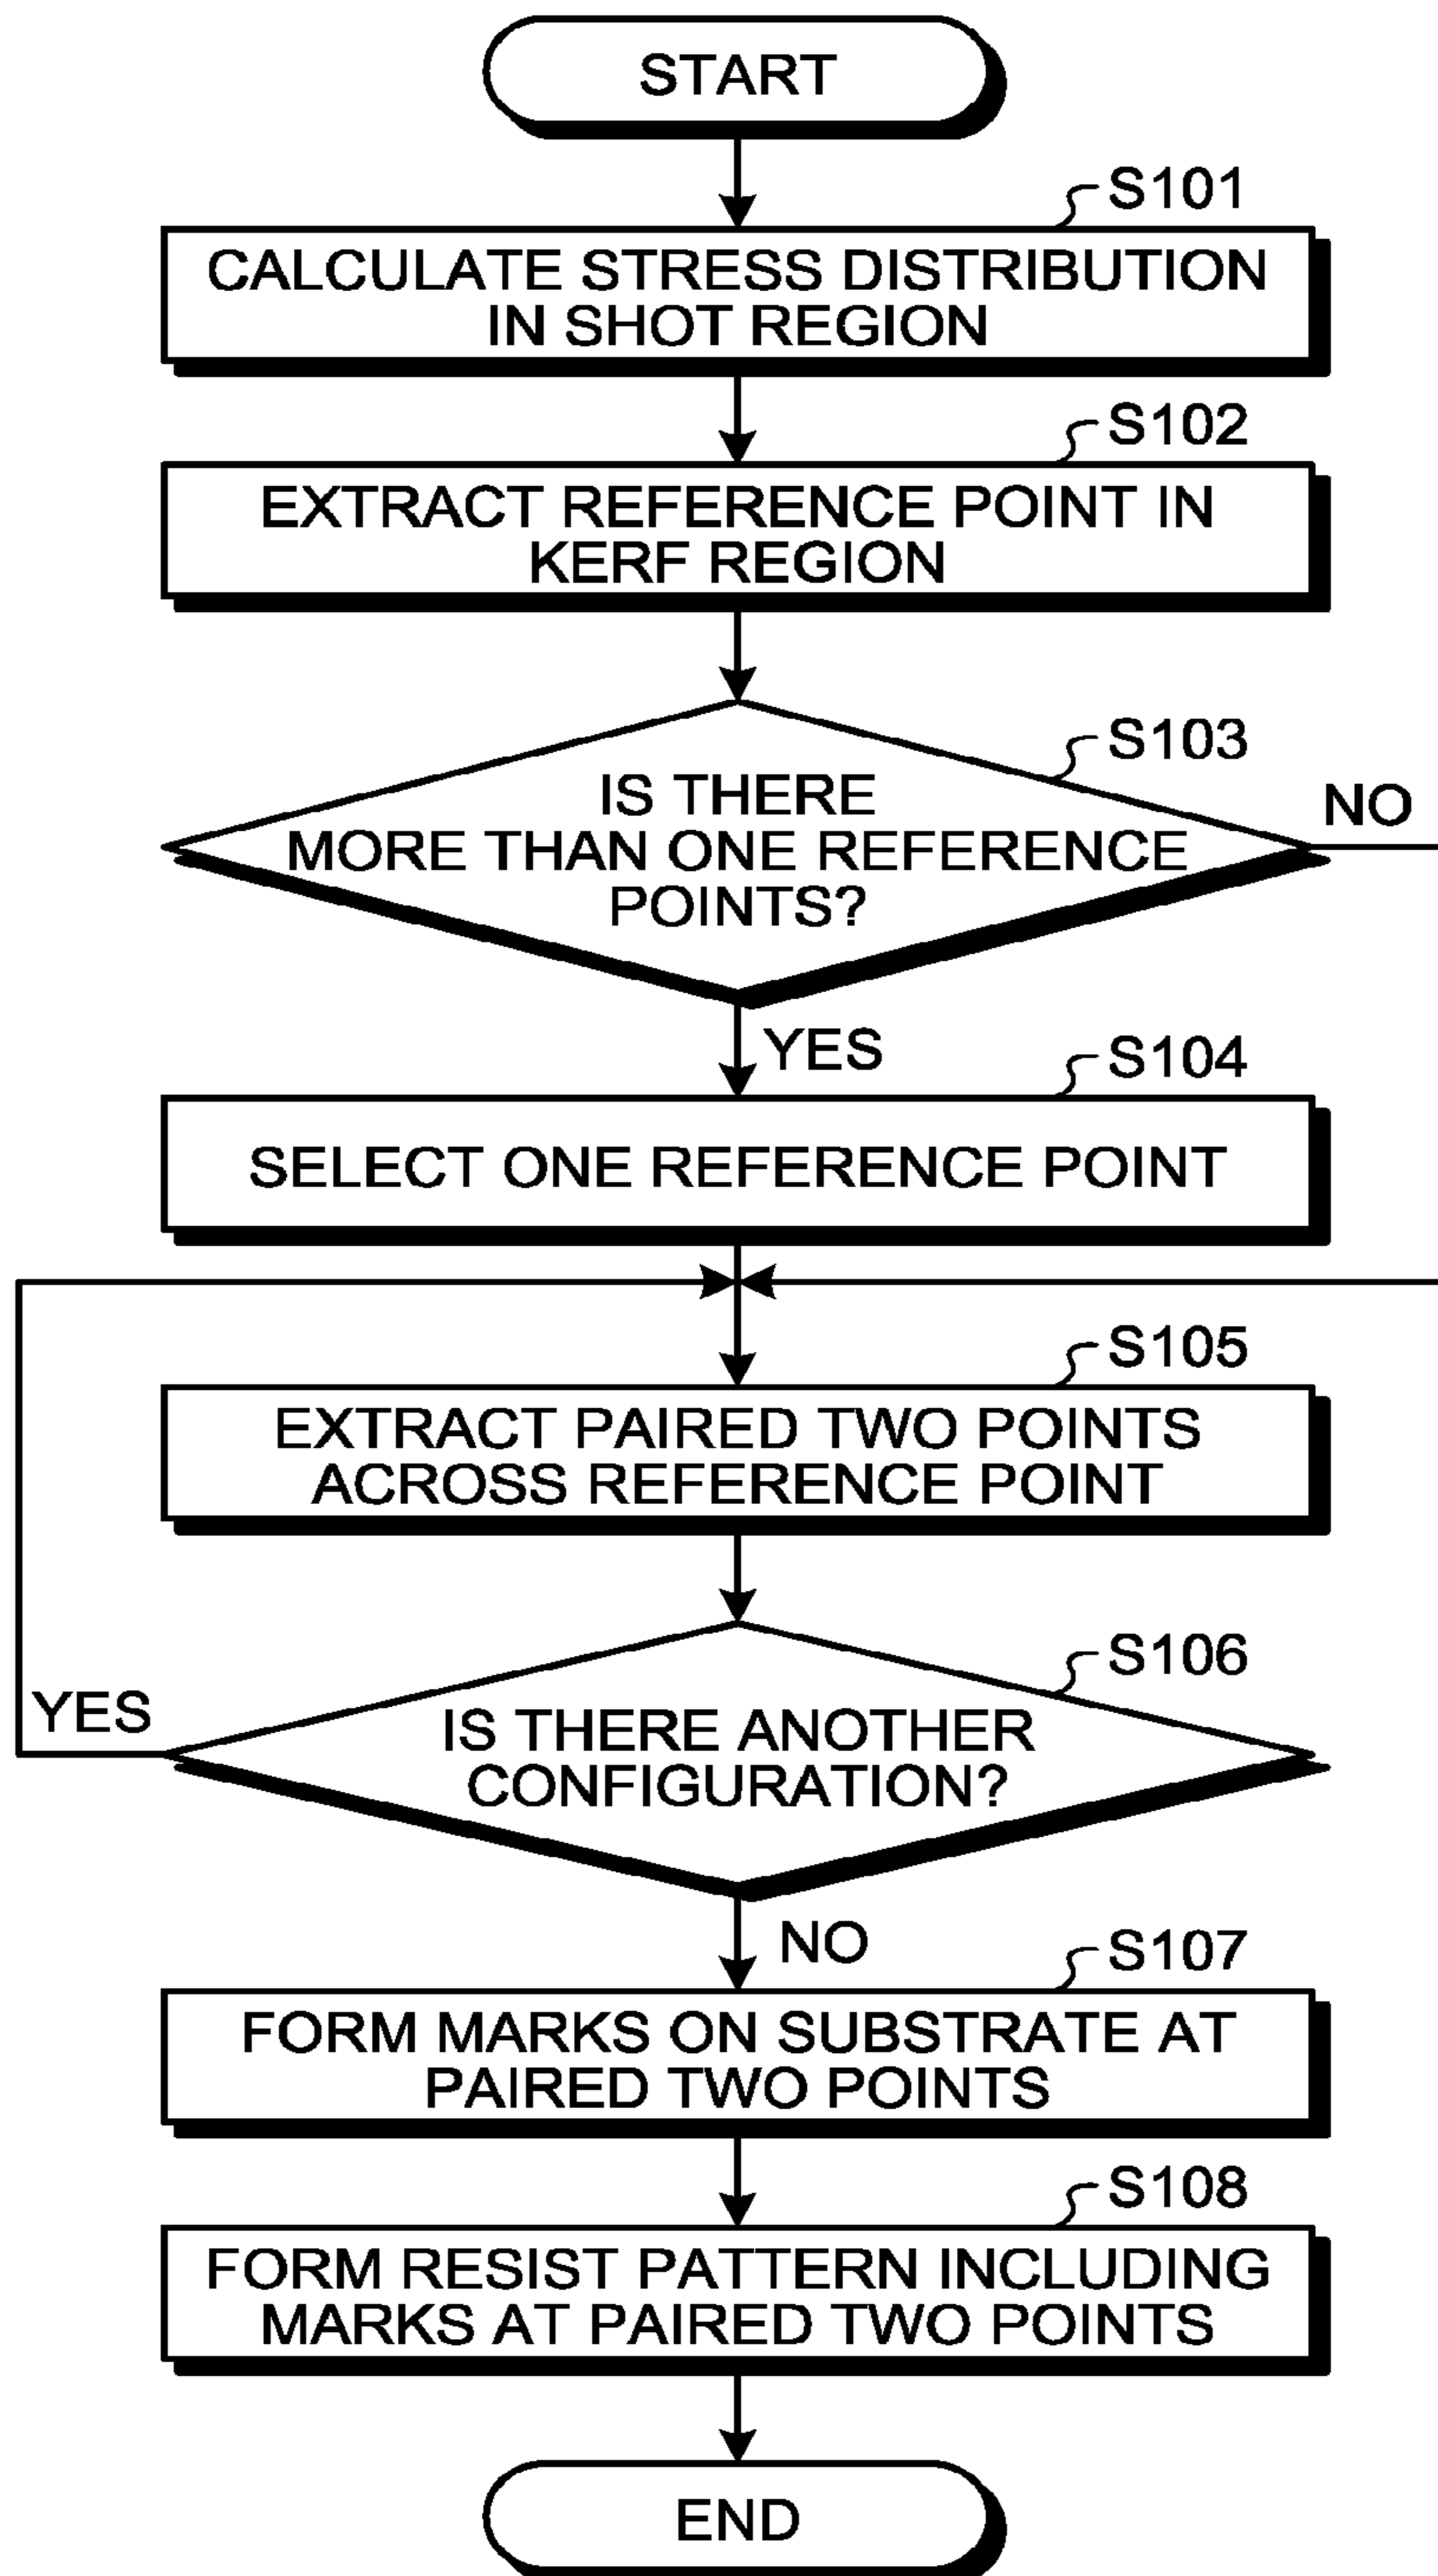 START
S101
CALCULATE STRESS DISTRIBUTION
IN SHOT REGION
S102
EXTRACT REFERENCE POINT IN
KERF REGION
S103
IS THERE
MORE THAN ONE REFERENCE
POINTS?
NO
YES
S104
SELECT ONE REFERENCE POINT
S105
EXTRACT PAIRED TWO POINTS
ACROSS REFERENCE POINT
S106
IS THERE ANOTHER
CONFIGURATION?
YES
NO
S107
FORM MARKS ON SUBSTRATE AT
PAIRED TWO POINTS
S108
FORM RESIST PATTERN INCLUDING
MARKS AT PAIRED TWO POINTS
END